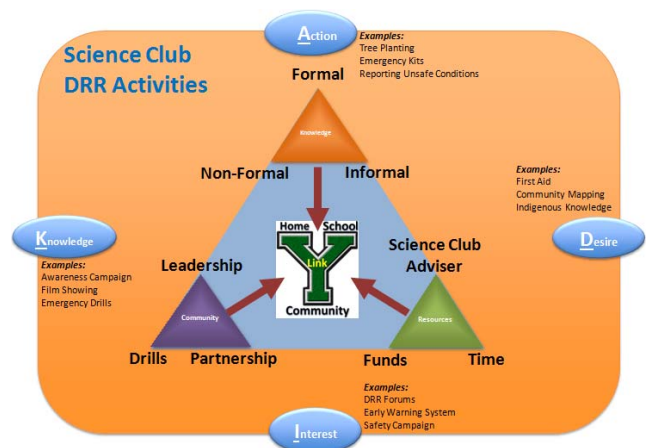 Science Club
DRR Activities
Action
Examples:
Tree Planting
Emergency Kits
Reporting Unsafe Conditions
Formal
Knowledge
Non-Formal
Informal
Examples:
First Aid
Community Mapping
Indigenous Knowledge
Desire
Knowledge
Examples:
Awareness Campaign
Film Showing
Emergency Drills
Home School
Link
Community
Science Club
Adviser
Leadership
Community
Drills
Partnership
Resources
Funds
Time
Examples:
DRR Forums
Early Warning System
Safety Campaign
Interest